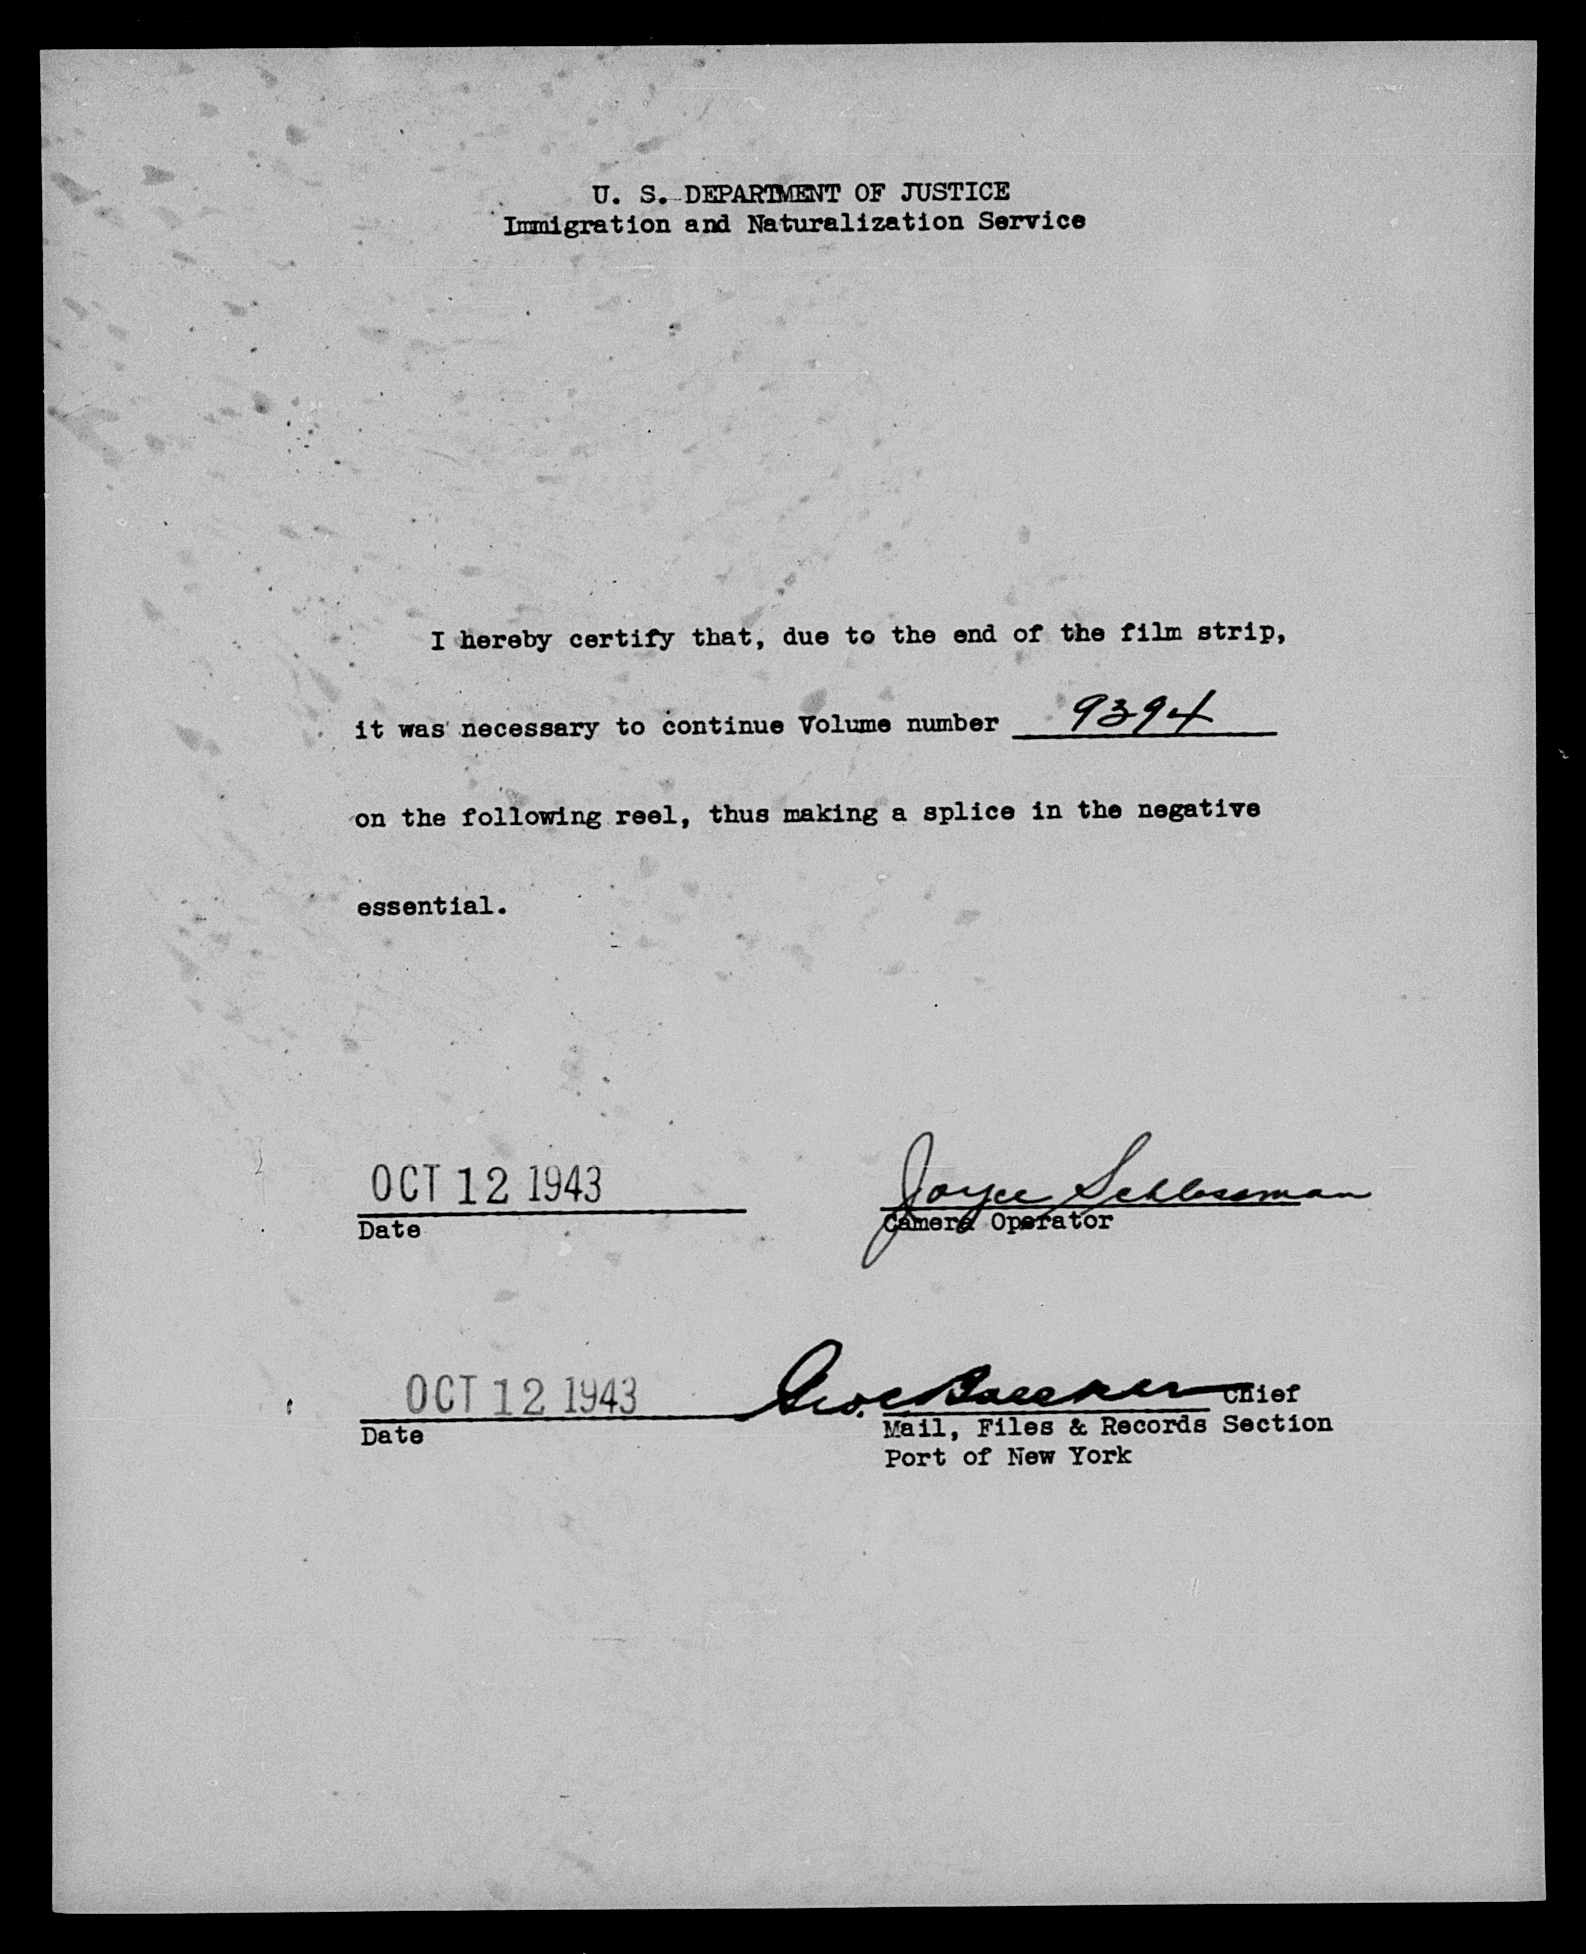 U. S. DEPARTMENT OF JUSTICE
Immigration and Naturalization Service
I hereby certify that, due to the end of the film strip,
it was necessary to continue Volume number 9394
on the following reel, thus making a splice in the negative
essential.
OCT 12 1943 Joyce Schlossman
Date Camera Operator
OCT 12 1943 Geo. Chief
Date Mail, Files & Records Section
Port of New York